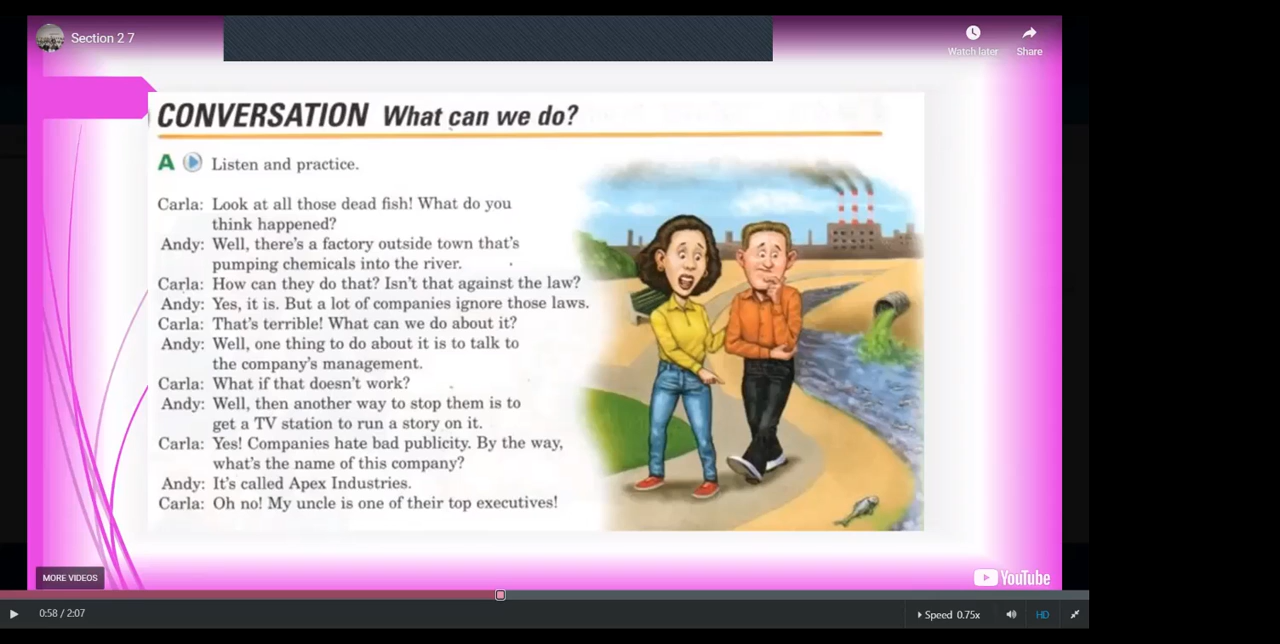 Section 2 7
Watch later
Share
CONVERSATION What can we do?
A Listen and practice.
Carla: Look at all those dead fish! What do you
think happened?
Andy: Well, there's a factory outside town that's
pumping chemicals into the river.
Carla: How can they do that? Isn't that against the law?
Andy: Yes, it is. But a lot of companies ignore those laws.
Carla: That's terrible! What can we do about it?
Andy: Well, one thing to do about it is to talk to
the company's management.
Carla: What if that doesn't work?
Andy: Well, then another way to stop them is to
get a TV station to run a story on it.
Carla: Yes! Companies hate bad publicity. By the way,
what's the name of this company?
Andy: It's called Apex Industries.
Carla: Oh no! My uncle is one of their top executives!
MORE VIDEOS
YouTube
0:58 / 2:07
Speed 0.75x
HD